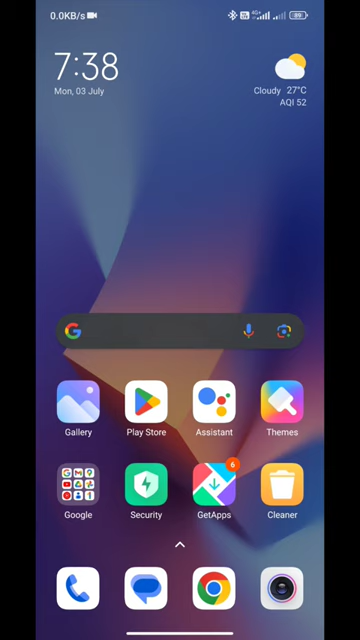 0.0KB/s
7:38
Mon, 03 July
Cloudy 27°C
AQI 52
Gallery
Play Store
Assistant
Themes
6
Google
Security
GetApps
Cleaner